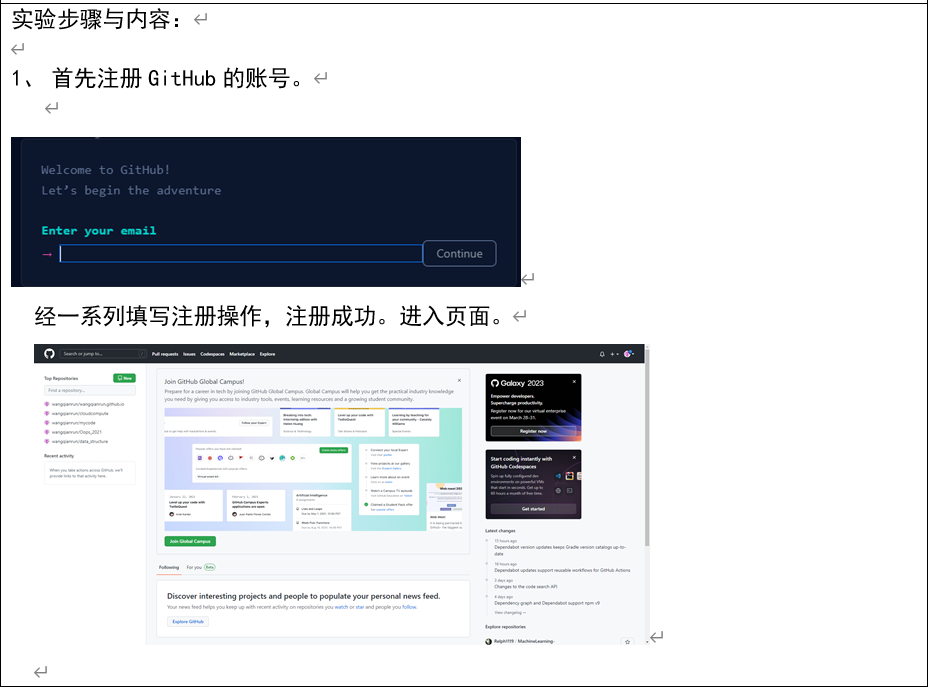 实验步骤与内容：
1、 首先注册 GitHub 的账号。
Welcome to GitHub!
Let's begin the adventure
Enter your email
→
Continue
经一系列填写注册操作，注册成功。进入页面。
Search or jump to...
Pull requests Issues Codespaces Marketplace Explore
Top Repositories
New
Find a repository...
wangqianrun/wangqianrun.github.io
wangqianrun/cloudcompute
wangqianrun/mycode
wangqianrun/Oops_2021
wangqianrun/data_structure
Recent activity
When you take actions across GitHub, we'll
provide links to that activity here.
Join GitHub Global Campus!
Prepare for a career in tech by joining GitHub Global Campus. Global Campus will help you get the practical industry knowledge
you need by giving you access to industry tools, events, learning resources and a growing student community.
Join Global Campus
Following For you Beta
Discover interesting projects and people to populate your personal news feed.
Your news feed helps you keep up with recent activity on repositories you watch or star and people you follow.
Explore GitHub
Galaxy 2023
Empower developers.
Supercharge productivity.
Register now for our virtual enterprise
event on March 28–31.
Register now
Start coding instantly with
GitHub Codespaces
Spin up fully configured dev
environments on powerful VMs
that start in seconds. Get up to
60 hours a month of free time.
Get started
Latest changes
15 hours ago
Dependabot version updates keeps Gradle version catalogs up-to-
date
18 hours ago
Dependabot updates support reusable workflows for GitHub Actions
3 days ago
Changes to the code search API
4 days ago
Dependency graph and Dependabot support npm v9
View changelog →
Explore repositories
Ralph1119 / MachineLearning-